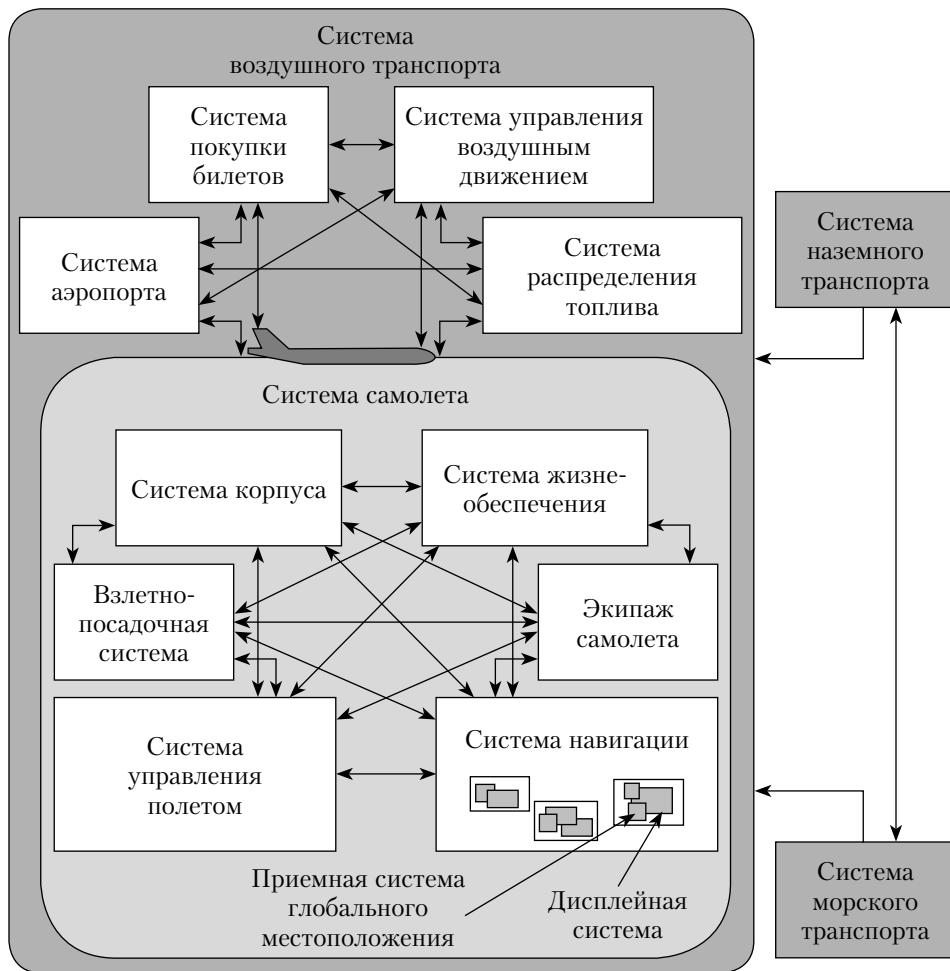 Система
воздушного транспорта
Система
покупки
билетов
Система управления
воздушным
движением
Система
аэропорта
Система
распределения
топлива
Система
наземного
транспорта
Система самолета
Система корпуса
Система жизне-
обеспечения
Взлетно-
посадочная
система
Экипаж
самолета
Система
управления
полетом
Система навигации
Приемная система
глобального
местоположения
Дисплейная
система
Система
морского
транспорта